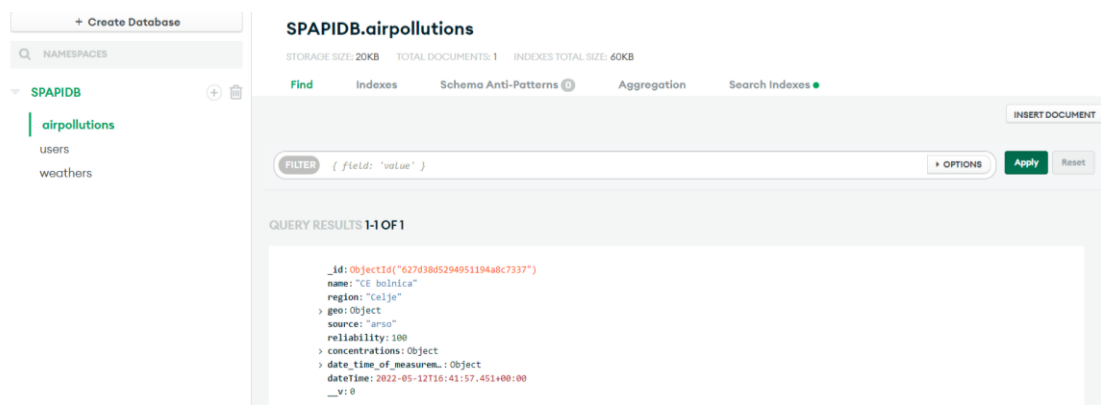 + Create Database
NAMESPACES
SPAPIDB
airpollutions
users
weathers
SPAPIDB.airpollutions
STORAGE SIZE: 20KB TOTAL DOCUMENTS: 1 INDEXES TOTAL SIZE: 60KB
Find Indexes Schema Anti-Patterns 0 Aggregation Search Indexes
INSERT DOCUMENT
FILTER { field: 'value' } OPTIONS Apply Reset
QUERY RESULTS 1-1 OF 1
_id: ObjectId("627d38d5294951194a8c7337")
name: "CE bolnica"
region: "Celje"
> geo: Object
source: "arso"
reliability: 100
> concentrations: Object
> date_time_of_measurem…: Object
dateTime: 2022-05-12T16:41:57.451+00:00
__v: 0